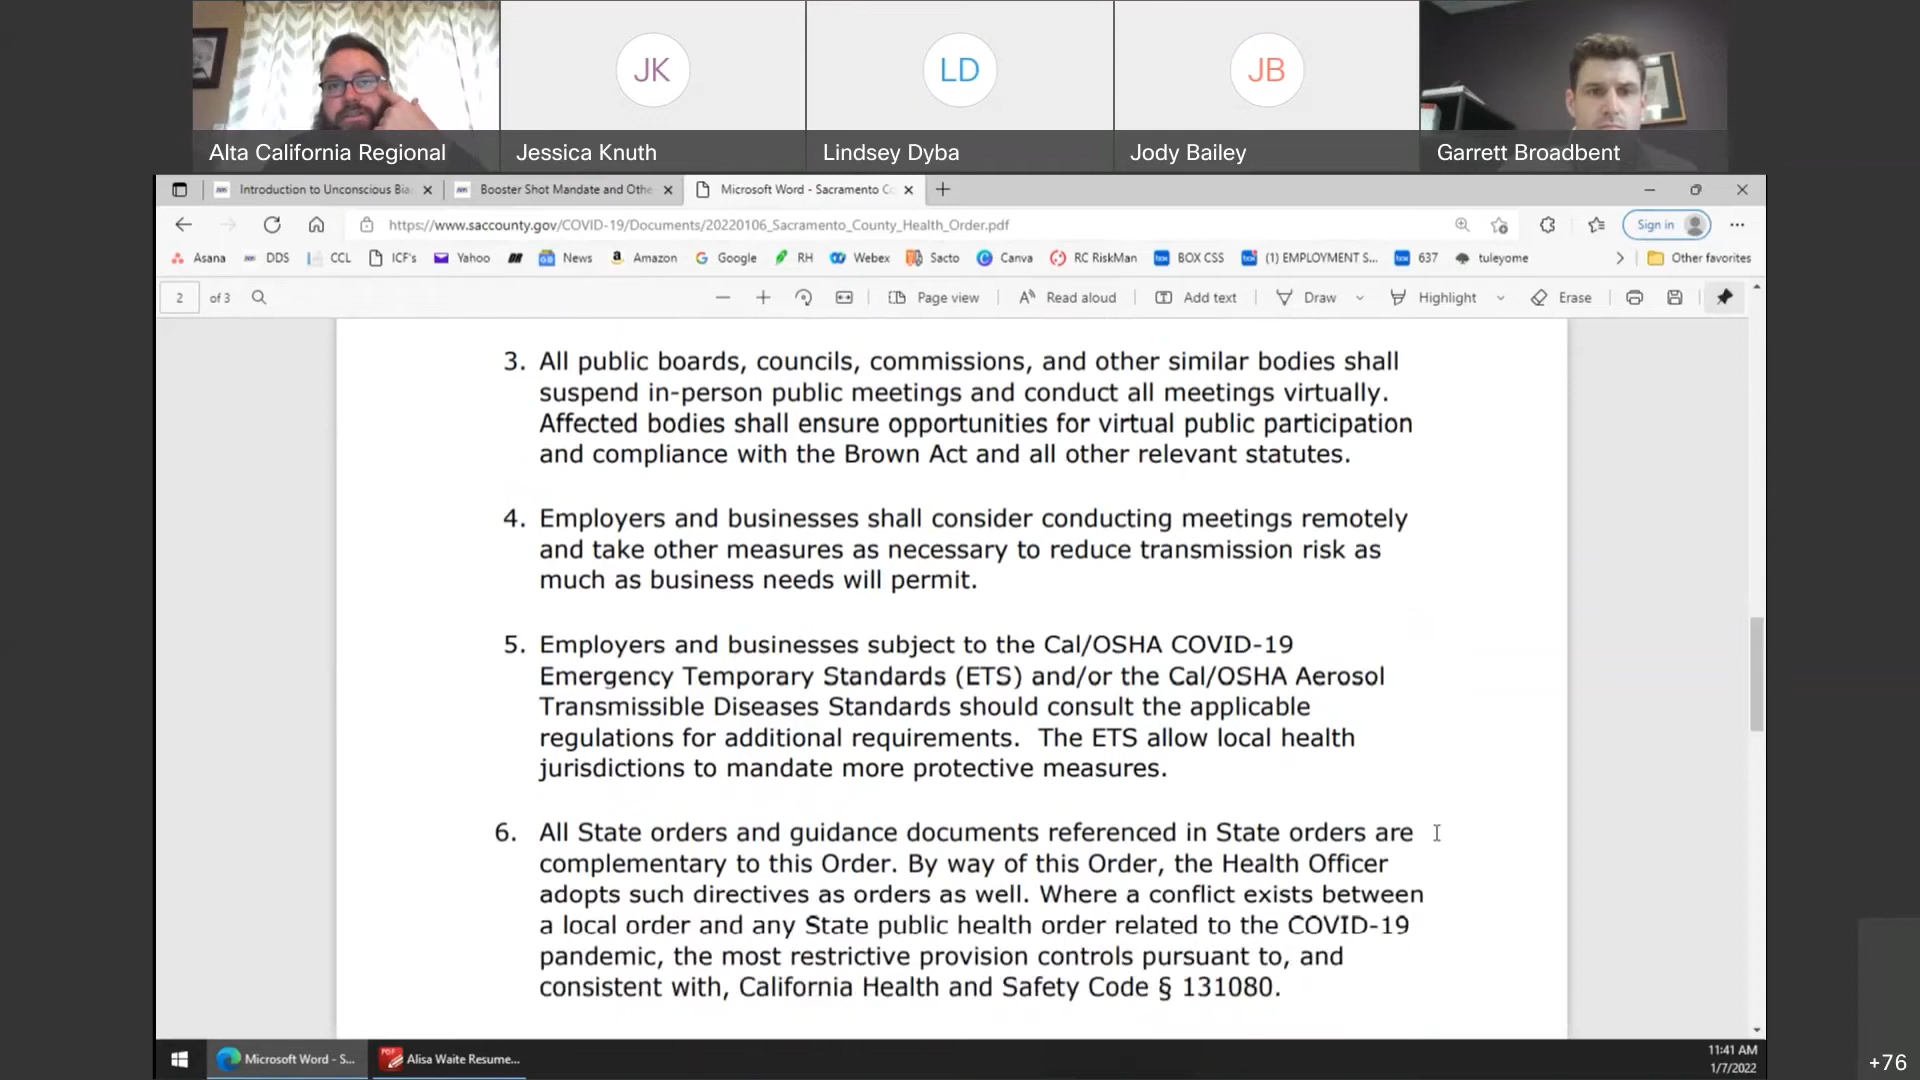 JK
LD
JB
Alta California Regional
Jessica Knuth
Lindsey Dyba
Jody Bailey
Garrett Broadbent
Introduction to Unconscious Bia
Booster Shot Mandate and Othe
Microsoft Word - Sacramento Co
https://www.saccounty.gov/COVID-19/Documents/20220106_Sacramento_County_Health_Order.pdf
Sign in
Asana DDS CCL ICF's Yahoo News Amazon Google RH Webex Sacto Canva RC RiskMan BOX CSS (1) EMPLOYMENT S... 637 tuleyome Other favorites
2 of 3 Page view Read aloud Add text Draw Highlight Erase
3. All public boards, councils, commissions, and other similar bodies shall
suspend in-person public meetings and conduct all meetings virtually.
Affected bodies shall ensure opportunities for virtual public participation
and compliance with the Brown Act and all other relevant statutes.
4. Employers and businesses shall consider conducting meetings remotely
and take other measures as necessary to reduce transmission risk as
much as business needs will permit.
5. Employers and businesses subject to the Cal/OSHA COVID-19
Emergency Temporary Standards (ETS) and/or the Cal/OSHA Aerosol
Transmissible Diseases Standards should consult the applicable
regulations for additional requirements. The ETS allow local health
jurisdictions to mandate more protective measures.
6. All State orders and guidance documents referenced in State orders are
complementary to this Order. By way of this Order, the Health Officer
adopts such directives as orders as well. Where a conflict exists between
a local order and any State public health order related to the COVID-19
pandemic, the most restrictive provision controls pursuant to, and
consistent with, California Health and Safety Code § 131080.
Microsoft Word - S...
Alisa Waite Resume...
11:41 AM
1/7/2022
+76